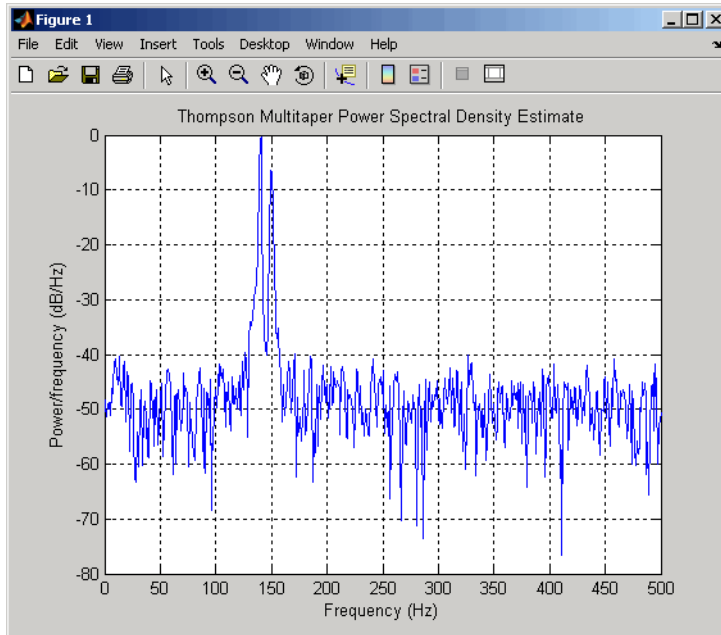 Figure 1
File Edit View Insert Tools Desktop Window Help
Thompson Multitaper Power Spectral Density Estimate
Power/frequency (dB/Hz)
0
-10
-20
-30
-40
-50
-60
-70
-80
0 50 100 150 200 250 300 350 400 450 500
Frequency (Hz)